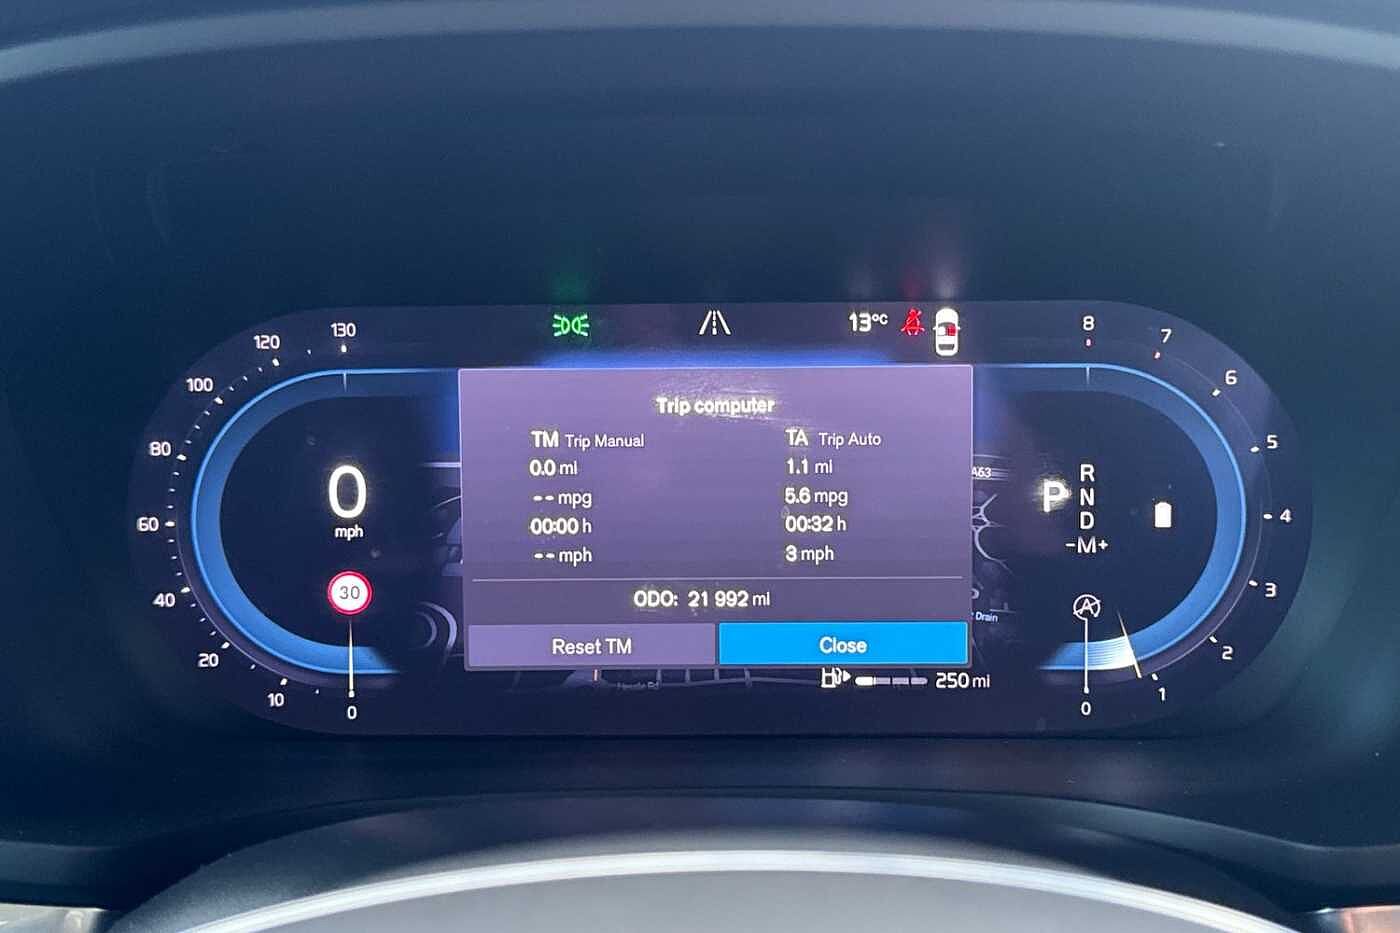 13°C
120 130
100
80
60
40
20
10
0
0
mph
30
Trip computer
TM Trip Manual
0.0 mi
-- mpg
00:00 h
-- mph
TA Trip Auto
1.1 mi
5.6 mpg
00:32 h
3 mph
ODO: 21 992 mi
Reset TM
Close
250 mi
A63
Drain
P
R
N
D
-M+
A
8
7
6
5
4
3
2
1
0